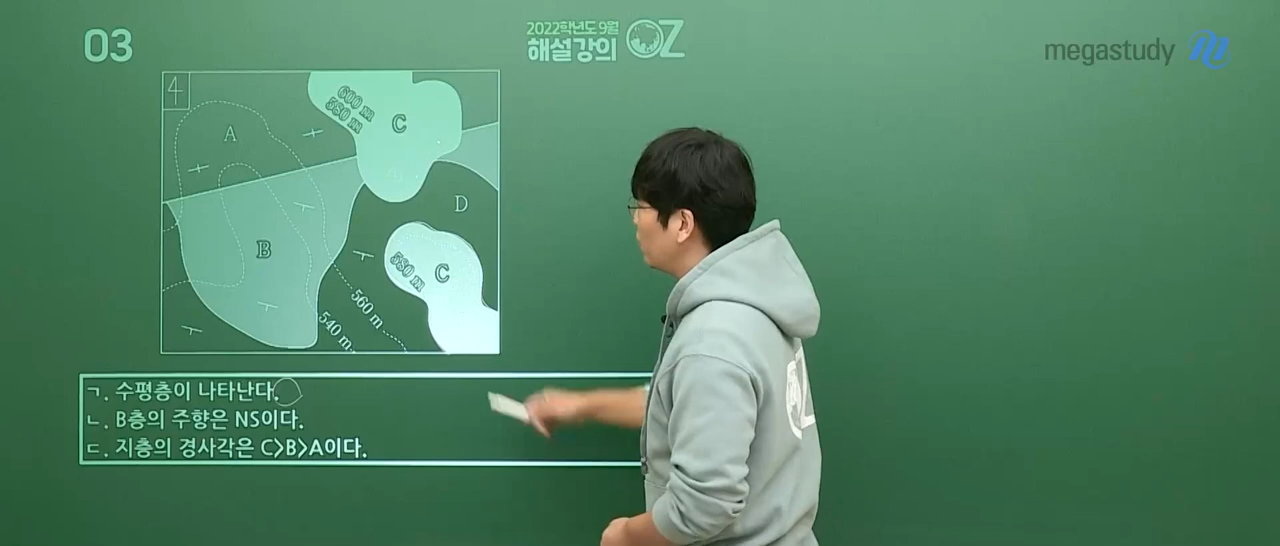 03
2022학년도 9월
해설강의 OZ
megastudy
4
600 m
580 m
C
A
D
B
580 m
C
560 m
540 m
ㄱ. 수평층이 나타난다.
ㄴ. B층의 주향은 NS이다.
ㄷ. 지층의 경사각은 C>B>A이다.